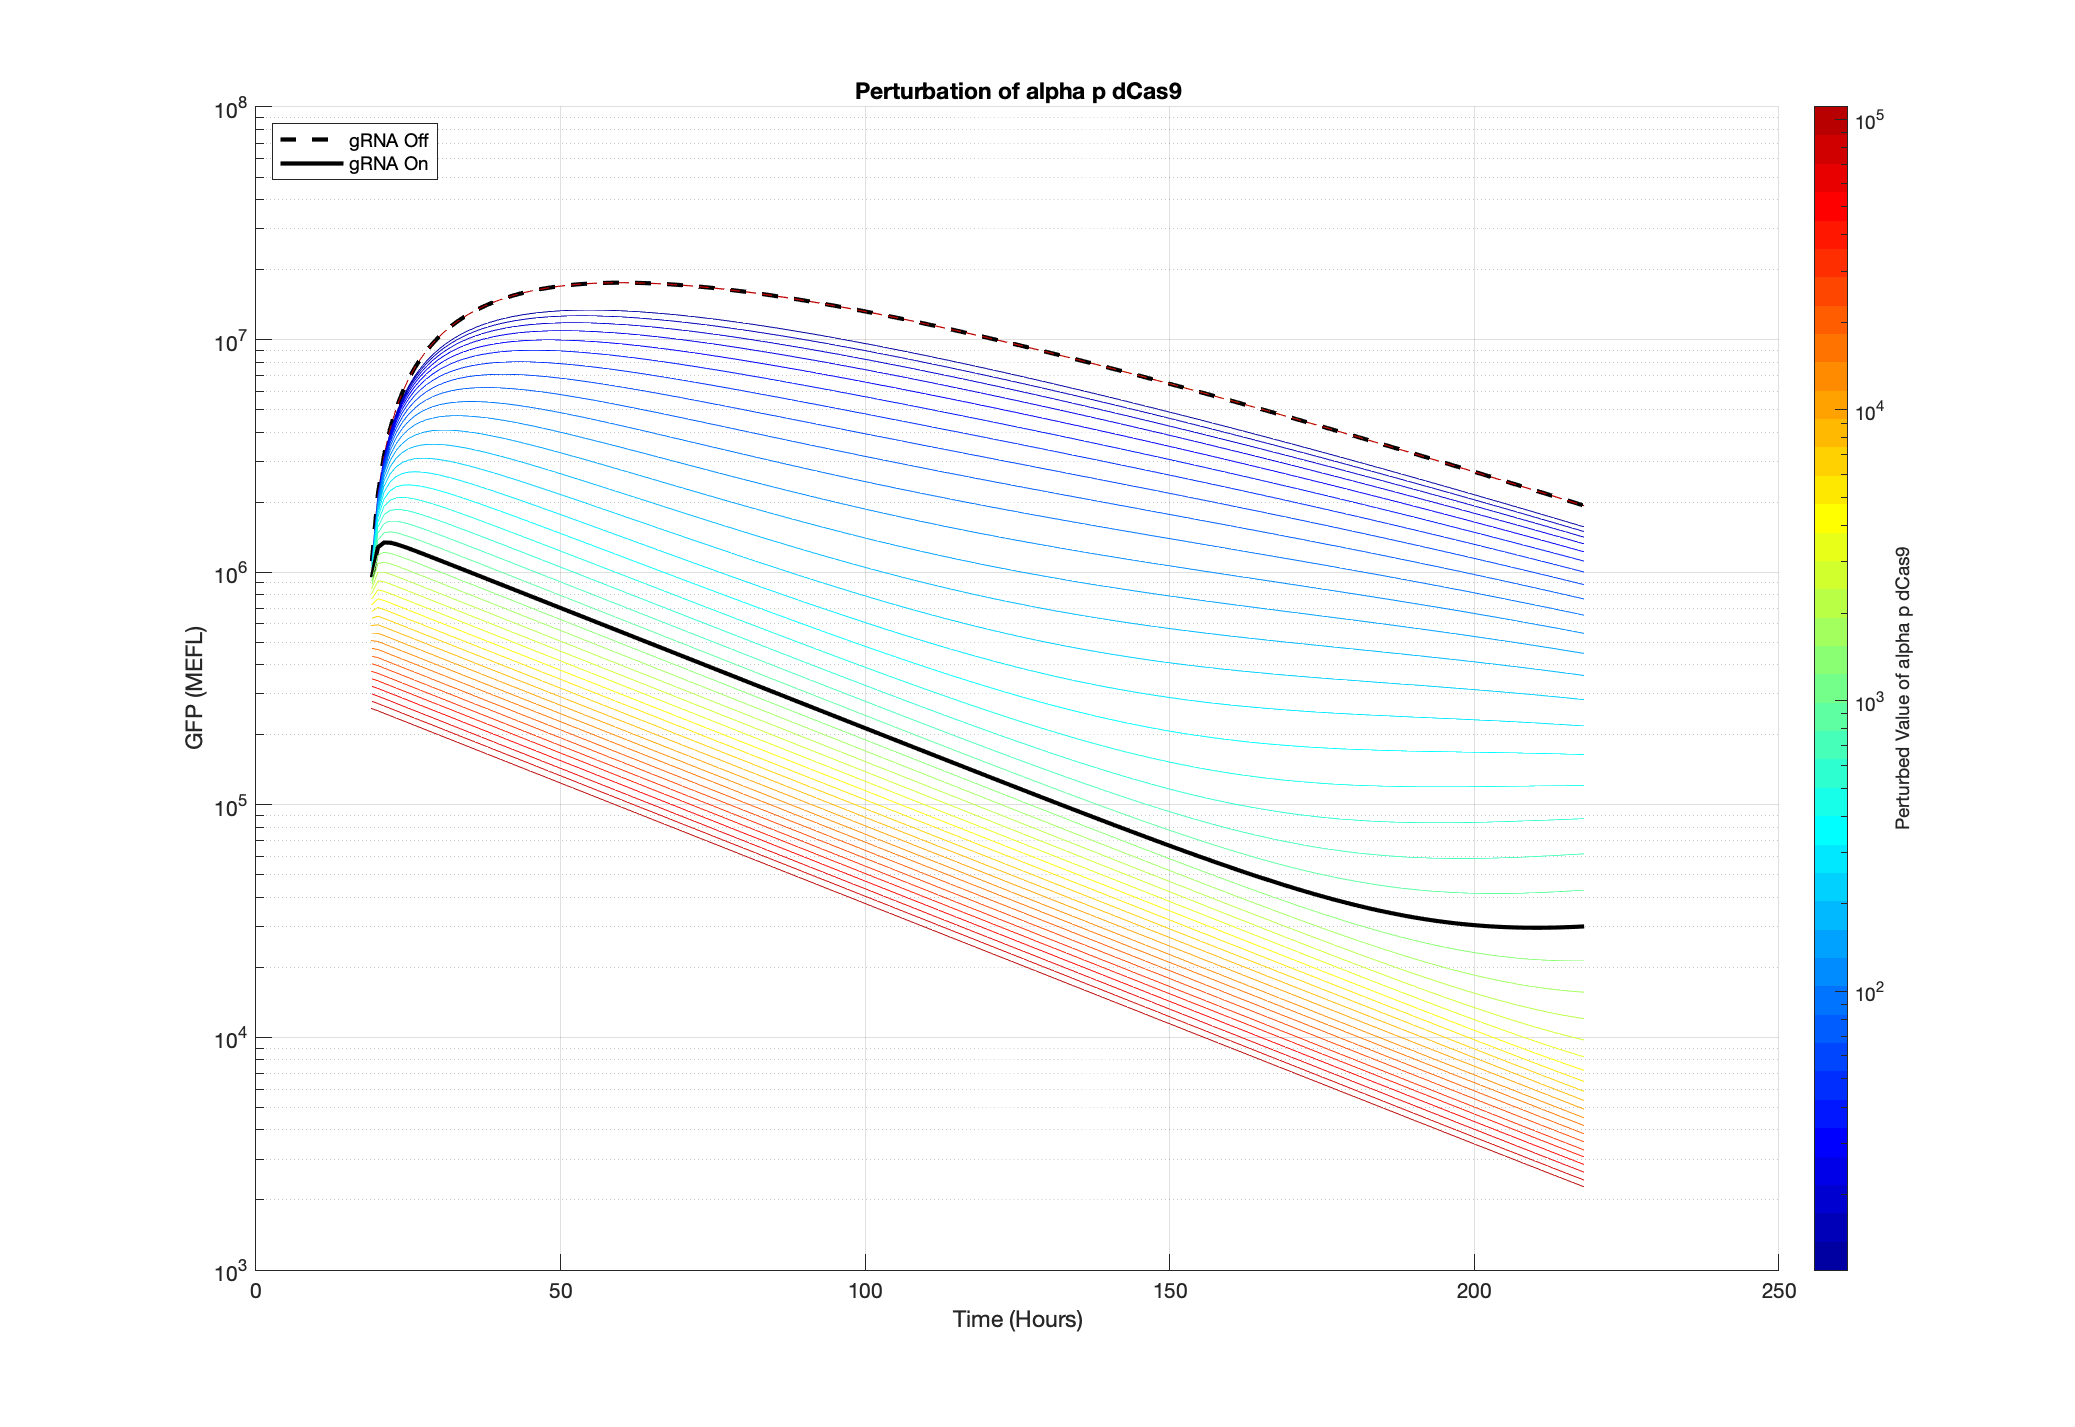 Perturbation of alpha p dCas9
gRNA Off
gRNA On
10^8
10^7
10^6
10^5
10^4
10^3
GFP (MEFL)
0 50 100 150 200 250
Time (Hours)
10^5
10^4
10^3
10^2
Perturbed Value of alpha p dCas9